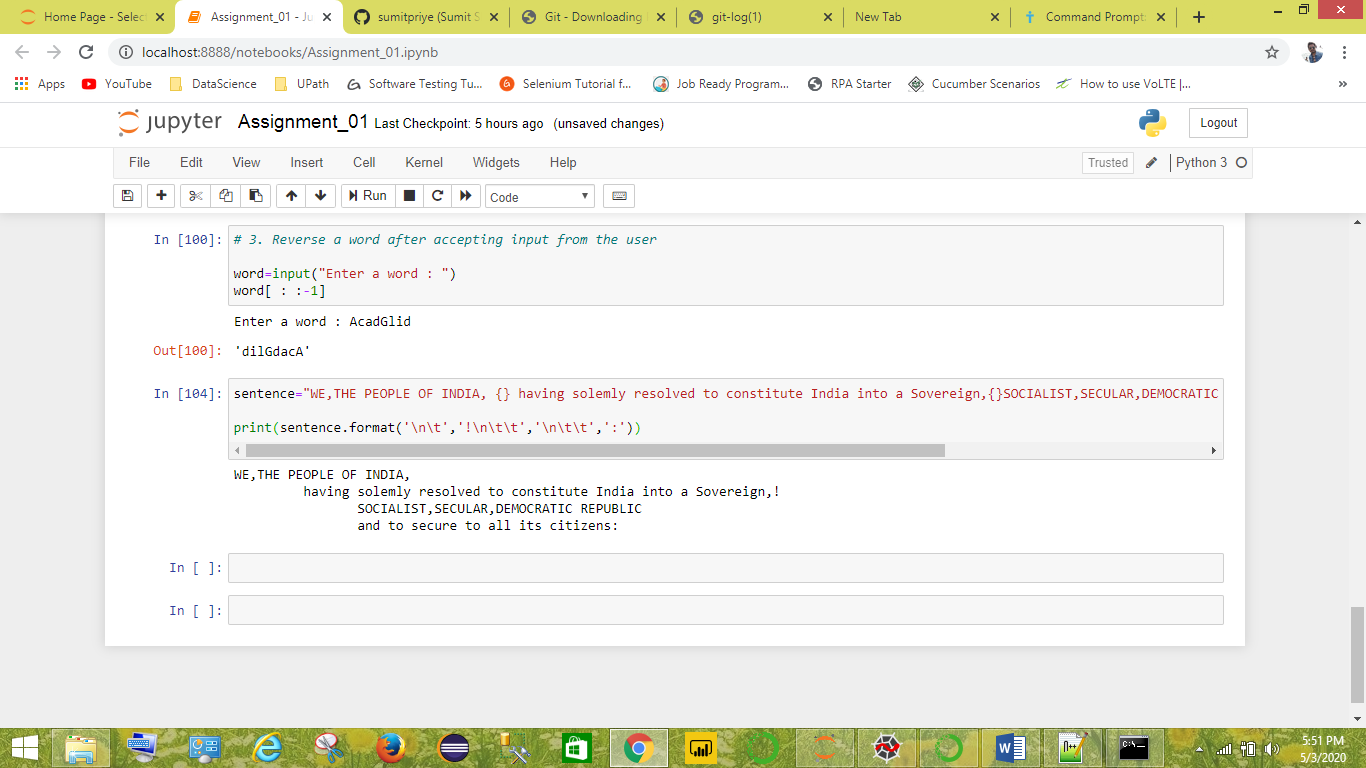 Home Page - Selec
Assignment_01 - Ju
sumitpriye (Sumit S
Git - Downloading
git-log(1)
New Tab
Command Prompt
localhost:8888/notebooks/Assignment_01.ipynb
Apps
YouTube
DataScience
UPath
Software Testing Tu...
Selenium Tutorial f...
Job Ready Program...
RPA Starter
Cucumber Scenarios
How to use VoLTE |...
»
jupyter Assignment_01 Last Checkpoint: 5 hours ago (unsaved changes)
Logout
File Edit View Insert Cell Kernel Widgets Help
Trusted
Python 3
Run
Code
In [100]: # 3. Reverse a word after accepting input from the user
word=input("Enter a word : ")
word[ : :-1]
Enter a word : AcadGlid
Out[100]: 'dilGdacA'
In [104]: sentence="WE,THE PEOPLE OF INDIA, {} having solemly resolved to constitute India into a Sovereign,{}SOCIALIST,SECULAR,DEMOCRATIC
print(sentence.format('\n\t','!\n\t\t','\n\t\t',':'))
WE,THE PEOPLE OF INDIA,
having solemly resolved to constitute India into a Sovereign,!
SOCIALIST,SECULAR,DEMOCRATIC REPUBLIC
and to secure to all its citizens:
In [ ]:
In [ ]:
5:51 PM
5/3/2020